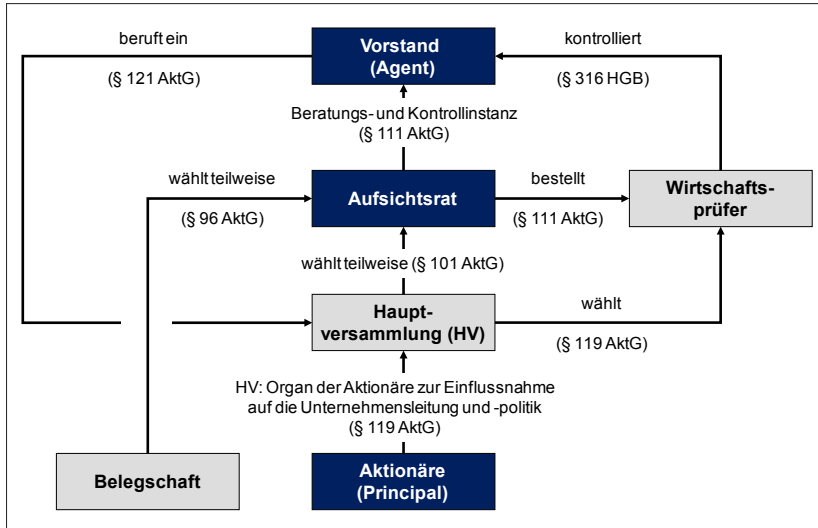 beruft ein
(§ 121 AktG)
Vorstand
(Agent)
kontrolliert
(§ 316 HGB)
Beratungs- und Kontrollinstanz
(§ 111 AktG)
wählt teilweise
(§ 96 AktG)
Aufsichtsrat
bestellt
(§ 111 AktG)
Wirtschafts-
prüfer
wählt teilweise (§ 101 AktG)
Haupt-
versammlung (HV)
wählt
(§ 119 AktG)
HV: Organ der Aktionäre zur Einflussnahme
auf die Unternehmensleitung und -politik
(§ 119 AktG)
Belegschaft
Aktionäre
(Principal)